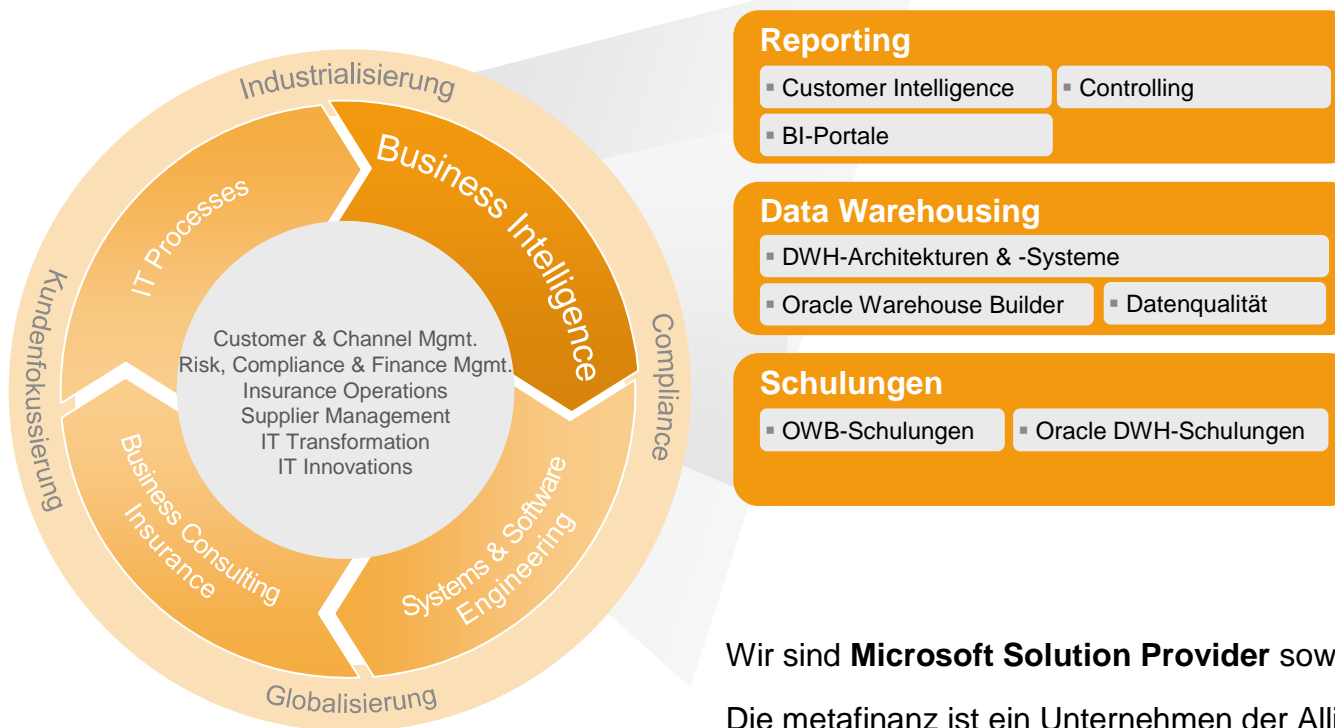 Industrialisierung
Kundenfokussierung
Compliance
Globalisierung
IT Processes
Business Intelligence
Business Consulting
Insurance
Systems & Software
Engineering
Customer & Channel Mgmt.
Risk, Compliance & Finance Mgmt.
Insurance Operations
Supplier Management
IT Transformation
IT Innovations
Reporting
▪ Customer Intelligence ▪ Controlling
▪ BI-Portale
Data Warehousing
▪ DWH-Architekturen & -Systeme
▪ Oracle Warehouse Builder ▪ Datenqualität
Schulungen
▪ OWB-Schulungen ▪ Oracle DWH-Schulungen
Wir sind Microsoft Solution Provider sow
Die metafinanz ist ein Unternehmen der Alli